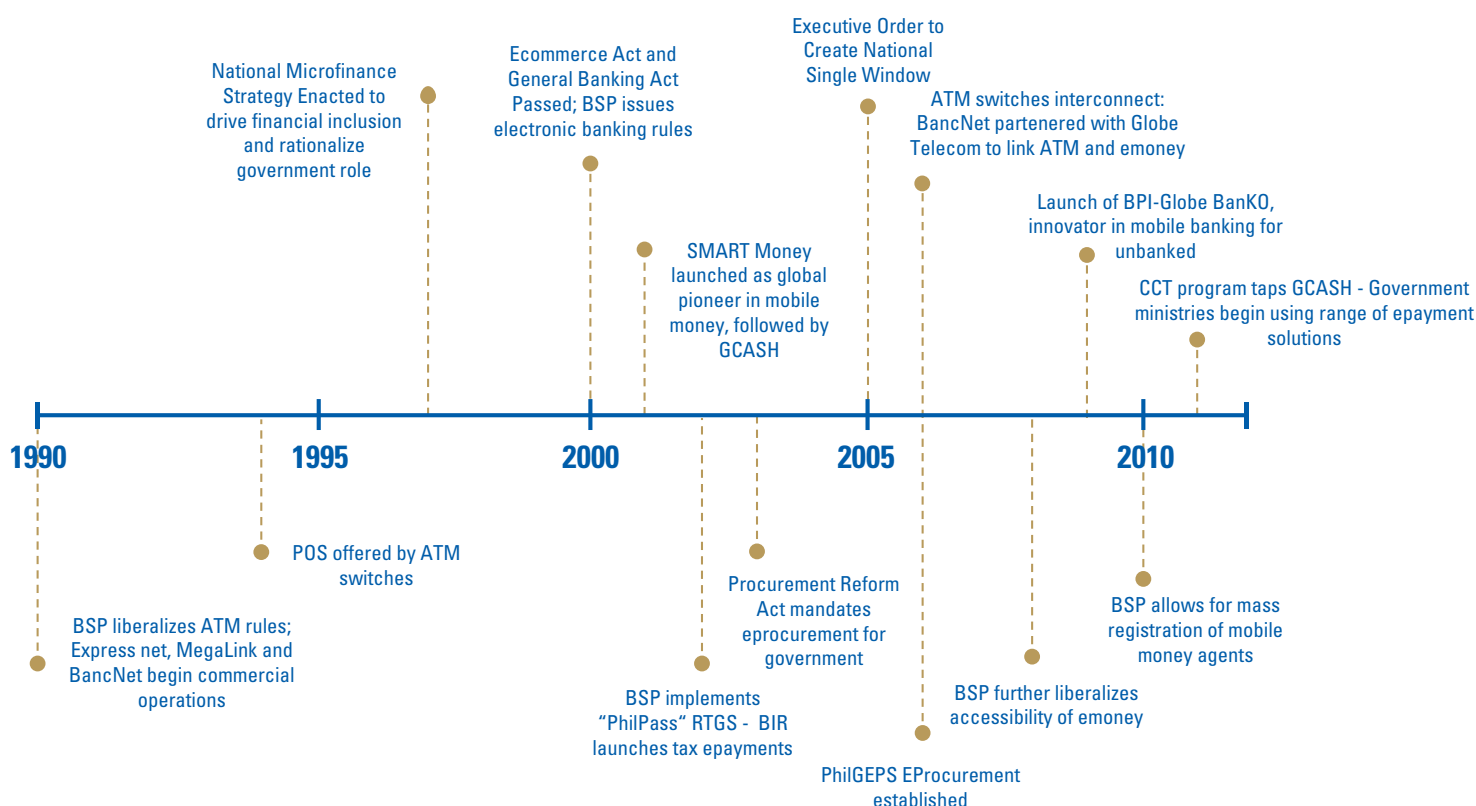 National Microfinance
Strategy Enacted to
drive financial inclusion
and rationalize
government role
Ecommerce Act and
General Banking Act
Passed; BSP issues
electronic banking rules
SMART Money
launched as global
pioneer in mobile
money, followed by
GCASH
Executive Order to
Create National
Single Window
ATM switches interconnect:
BancNet partenered with Globe
Telecom to link ATM and emoney
Launch of BPI-Globe BanKO,
innovator in mobile banking for
unbanked
CCT program taps GCASH - Government
ministries begin using range of epayment
solutions
1990
1995
2000
2005
2010
BSP liberalizes ATM rules;
Express net, MegaLink and
BancNet begin commercial
operations
POS offered by ATM
switches
BSP implements
“PhilPass“ RTGS - BIR
launches tax epayments
Procurement Reform
Act mandates
eprocurement for
government
PhilGEPS EProcurement
established
BSP further liberalizes
accessibility of emoney
BSP allows for mass
registration of mobile
money agents